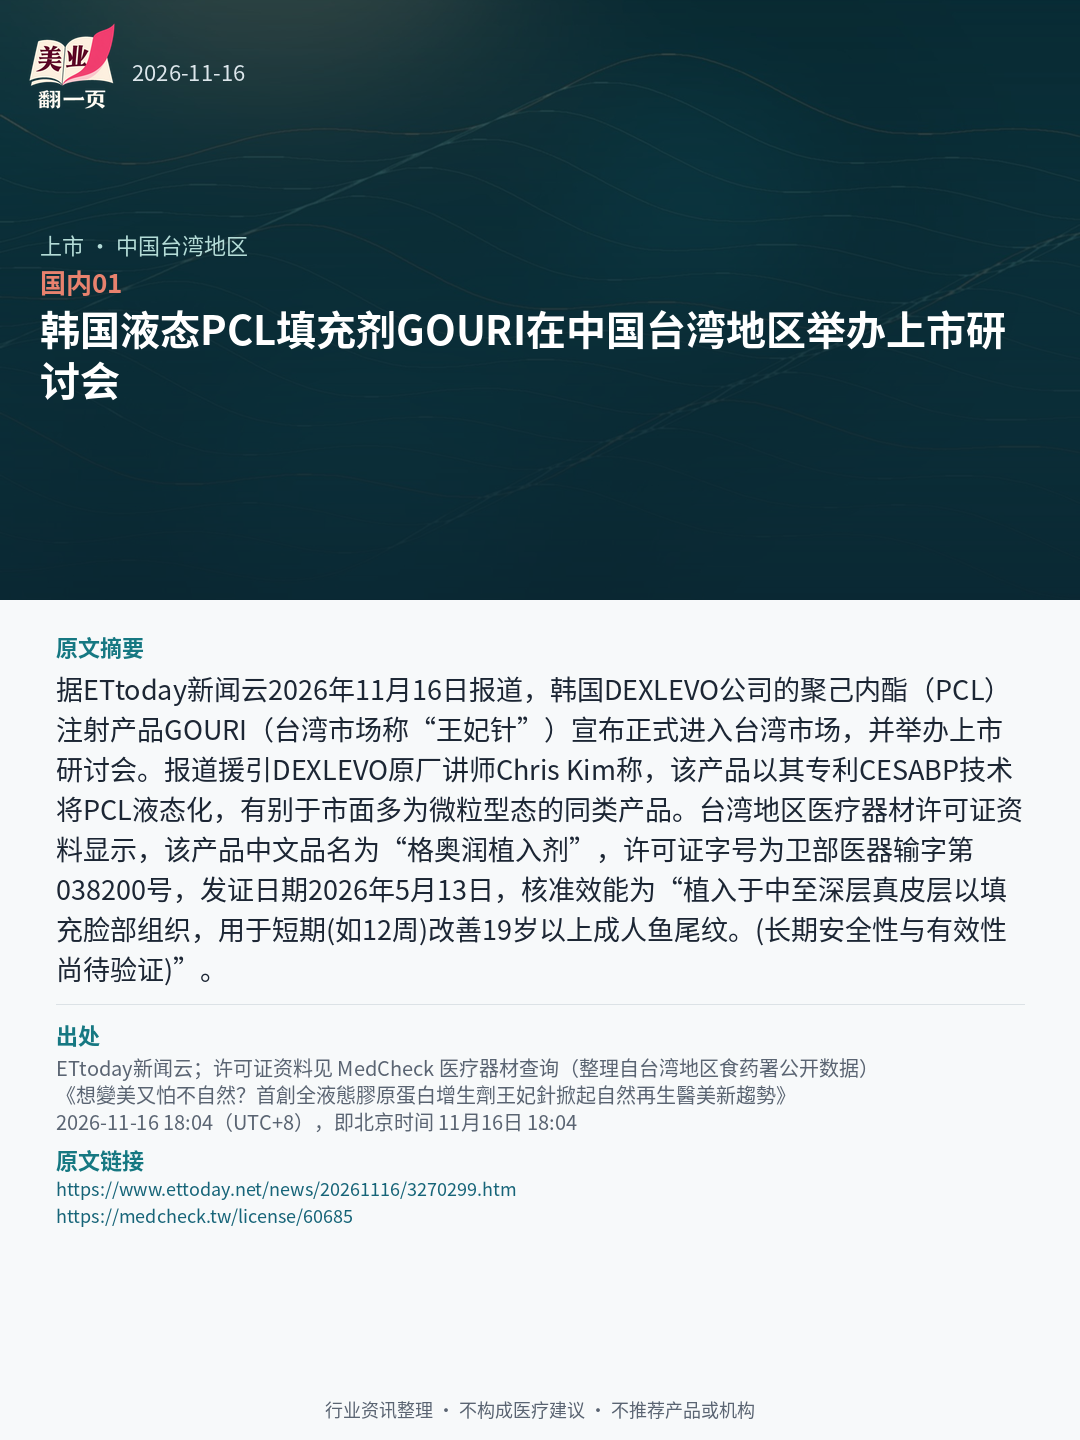 美业
翻一页
2026-11-16
上市 · 中国台湾地区
国内01
韩国液态PCL填充剂GOURI在中国台湾地区举办上市研
讨会
原文摘要
据ETtoday新闻云2026年11月16日报道，韩国DEXLEVO公司的聚己内酯（PCL）
注射产品GOURI（台湾市场称“王妃针”）宣布正式进入台湾市场，并举办上市
研讨会。报道援引DEXLEVO原厂讲师Chris Kim称，该产品以其专利CESABP技术
将PCL液态化，有别于市面多为微粒型态的同类产品。台湾地区医疗器材许可证资
料显示，该产品中文品名为“格奥润植入剂”，许可证字号为卫部医器输字第
038200号，发证日期2026年5月13日，核准效能为“植入于中至深层真皮层以填
充脸部组织，用于短期(如12周)改善19岁以上成人鱼尾纹。(长期安全性与有效性
尚待验证)”。
出处
ETtoday新闻云；许可证资料见 MedCheck 医疗器材查询（整理自台湾地区食药署公开数据）
《想變美又怕不自然？首創全液態膠原蛋白增生劑王妃針掀起自然再生醫美新趨勢》
2026-11-16 18:04（UTC+8），即北京时间 11月16日 18:04
原文链接
https://www.ettoday.net/news/20261116/3270299.htm
https://medcheck.tw/license/60685
行业资讯整理 · 不构成医疗建议 · 不推荐产品或机构